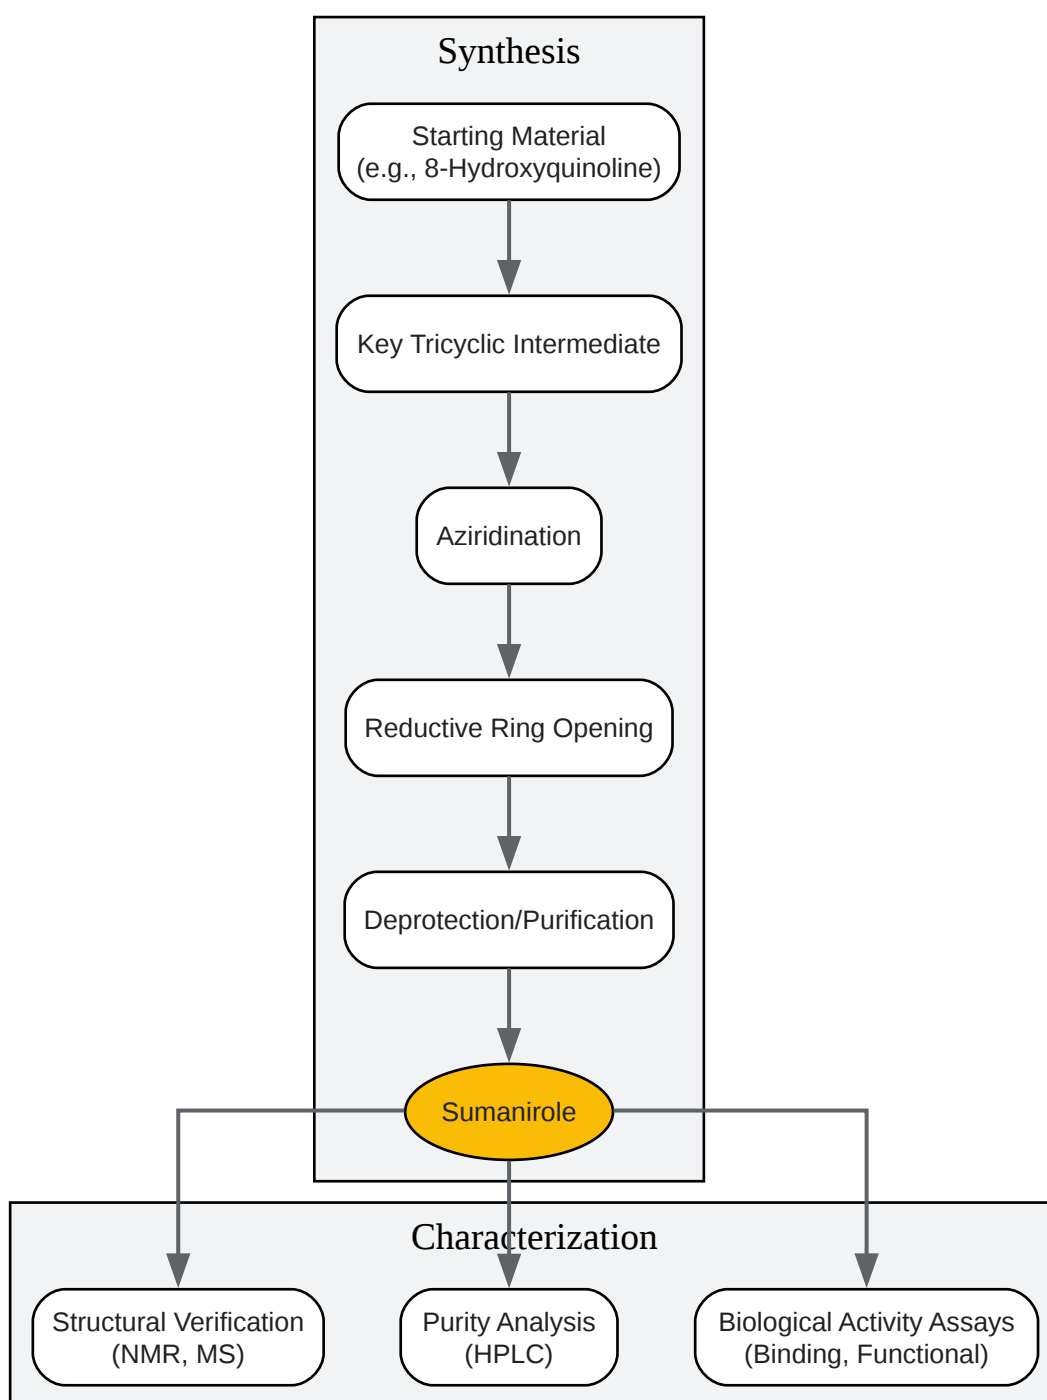 Synthesis
Starting Material
(e.g., 8-Hydroxyquinoline)
Key Tricyclic Intermediate
Aziridination
Reductive Ring Opening
Deprotection/Purification
Sumanirole
Characterization
Structural Verification
(NMR, MS)
Purity Analysis
(HPLC)
Biological Activity Assays
(Binding, Functional)